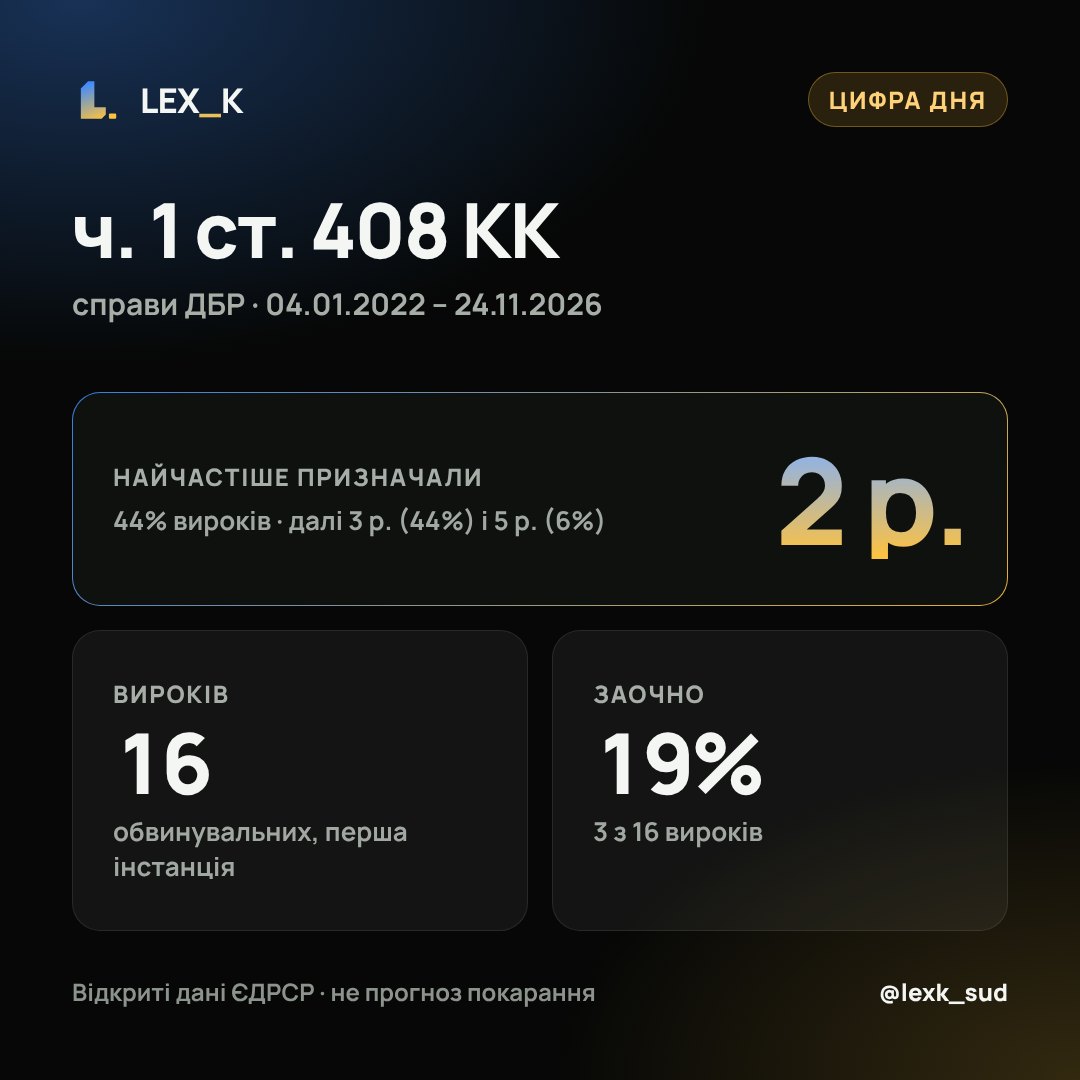 LEX_K
ЦИФРА ДНЯ
ч. 1 ст. 408 КК
справи ДБР · 04.01.2022 – 24.11.2026
НАЙЧАСТІШЕ ПРИЗНАЧАЛИ
44% вироків · далі 3 р. (44%) і 5 р. (6%)
2 р.
ВИРОКІВ
16
обвинувальних, перша
інстанція
ЗАОЧНО
19%
3 з 16 вироків
Відкриті дані ЄДРСР · не прогноз покарання
@lexk_sud